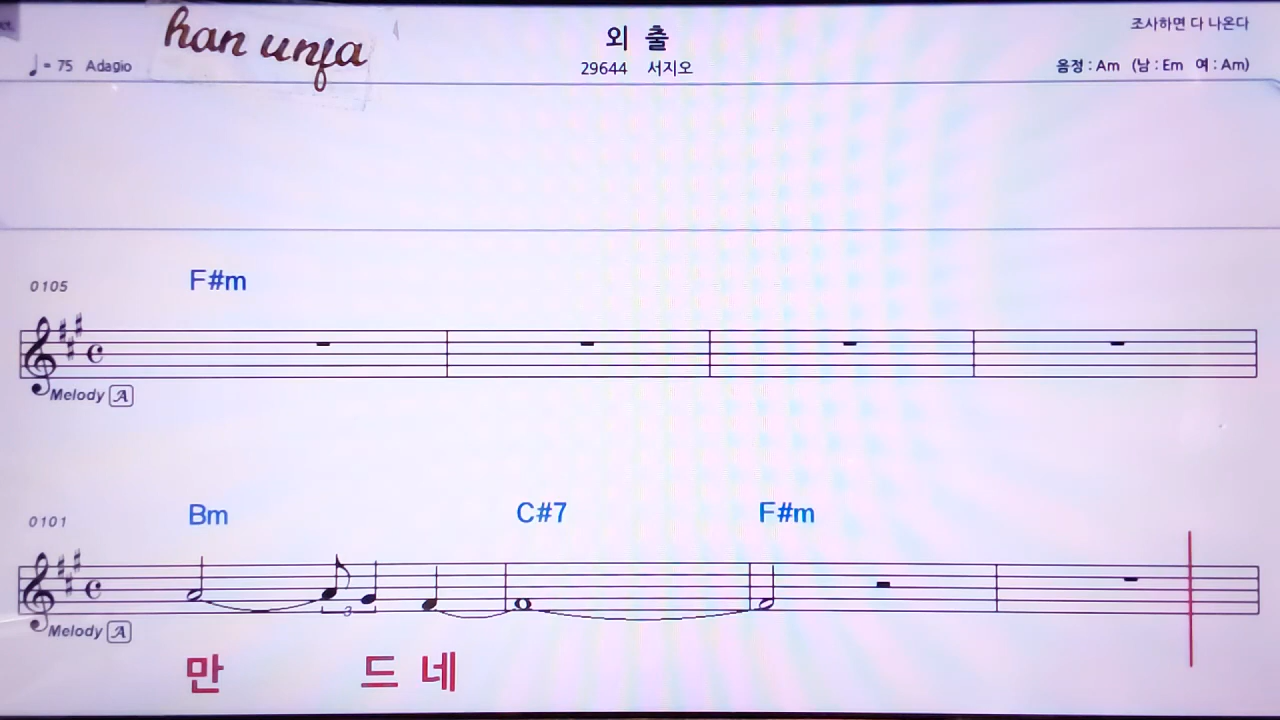 han unfa
외 출
조사하면 다 나온다
♩= 75 Adagio
29644 서지오
음정 : Am (남 : Em 여 : Am)
F#m
0105
Melody A
Bm C#7 F#m
0101
3
Melody A
만 드 네